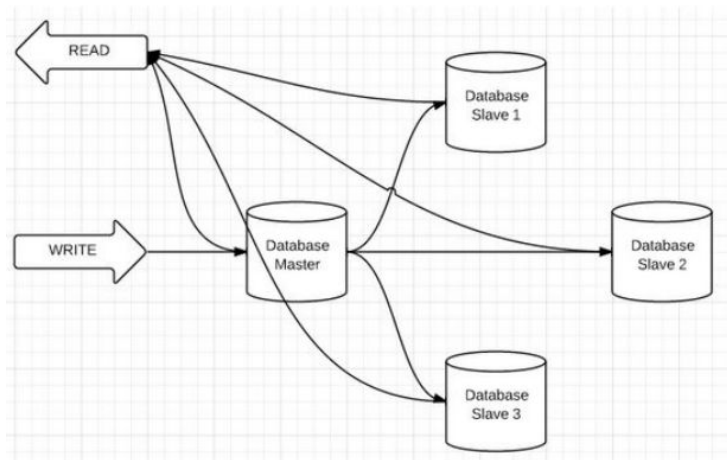 READ
Database
Slave 1
WRITE
Database
Master
Database
Slave 2
Database
Slave 3